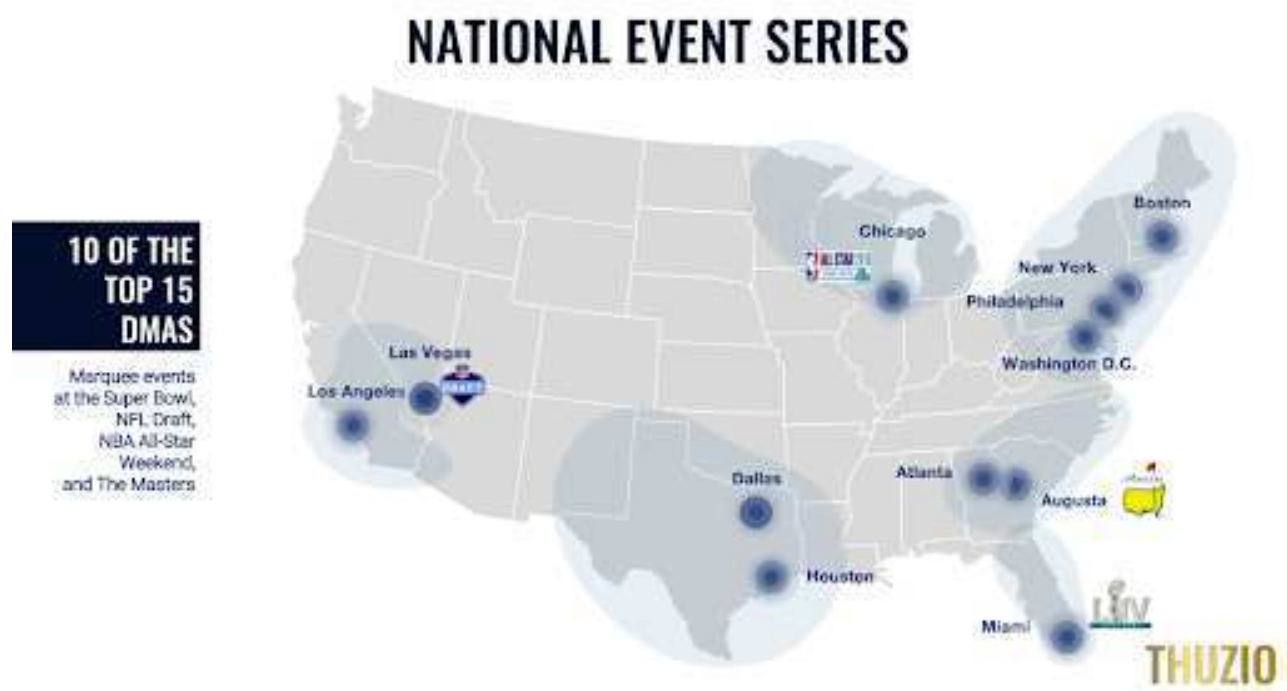 NATIONAL EVENT SERIES
10 OF THE
TOP 15
DMAS
Marquee events
at the Super Bowl,
NFL Draft,
NBA All-Star
Weekend,
and The Masters
Boston
Chicago
New York
Philadelphia
Washington D.C.
Las Vegas
Los Angeles
Dallas
Atlanta
Augusta
Houston
Miami
LIV
THUZIO